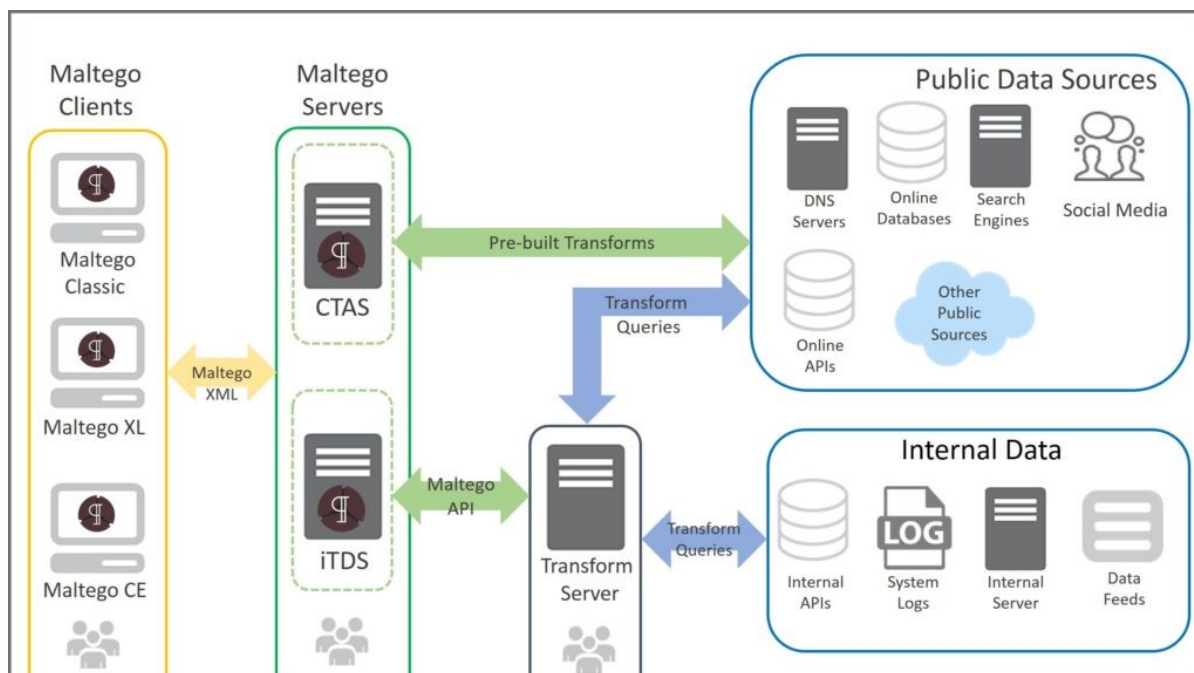 Maltego
Clients
Maltego
Classic
Maltego XL
Maltego CE
Maltego
XML
Maltego
Servers
CTAS
iTDS
Pre-built Transforms
Transform
Queries
Maltego
API
Transform
Server
Transform
Queries
Public Data Sources
DNS
Servers
Online
Databases
Search
Engines
Social Media
Online
APIs
Other
Public
Sources
Internal Data
Internal
APIs
LOG
System
Logs
Internal
Server
Data
Feeds